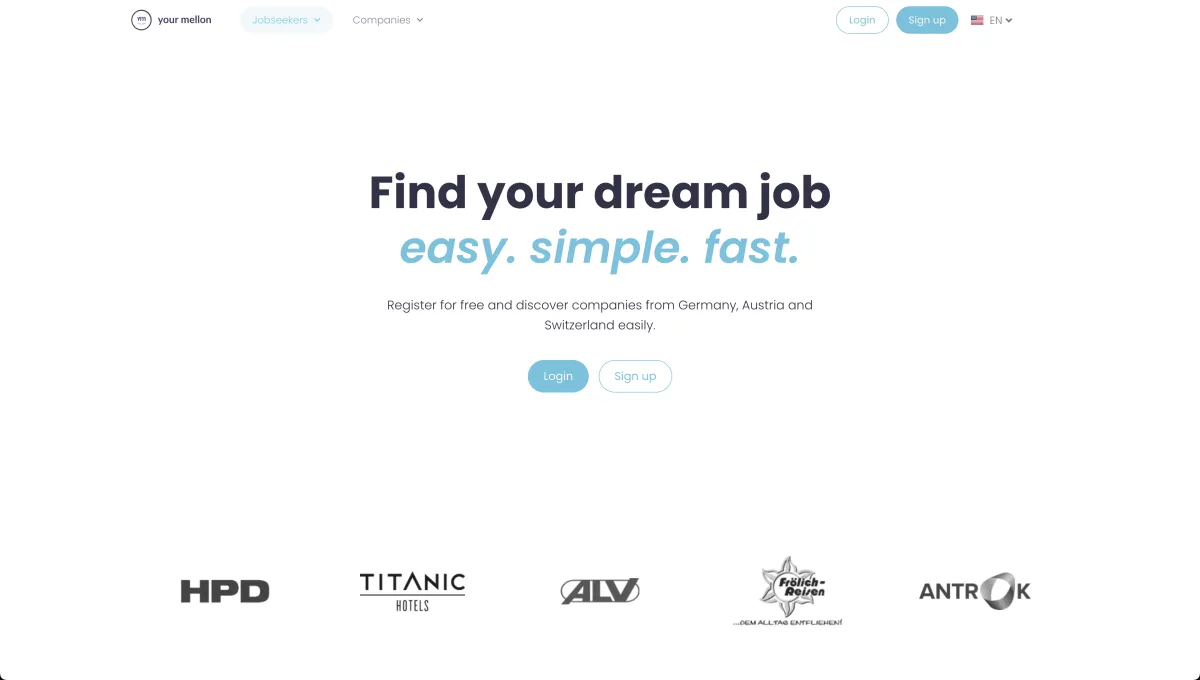 your mellon
Jobseekers
Companies
Login
Sign up
EN
Find your dream job
easy. simple. fast.
Register for free and discover companies from Germany, Austria and
Switzerland easily.
Login
Sign up
HPD
TITANIC
HOTELS
ALV
Frölich-
Reisen
...DEM ALLTAG ENTFLIEHEN!
ANTROK